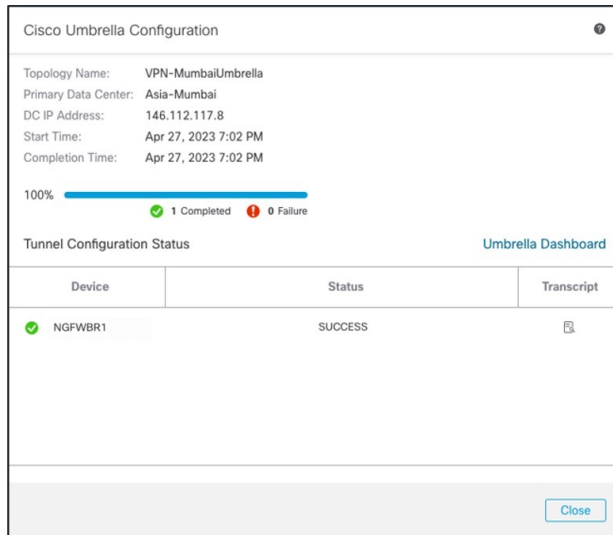 Cisco Umbrella Configuration
Topology Name: VPN-MumbaiUmbrella
Primary Data Center: Asia-Mumbai
DC IP Address: 146.112.117.8
Start Time: Apr 27, 2023 7:02 PM
Completion Time: Apr 27, 2023 7:02 PM
100%
1 Completed 0 Failure
Tunnel Configuration Status Umbrella Dashboard
Device Status Transcript
NGFWBR1 SUCCESS
Close